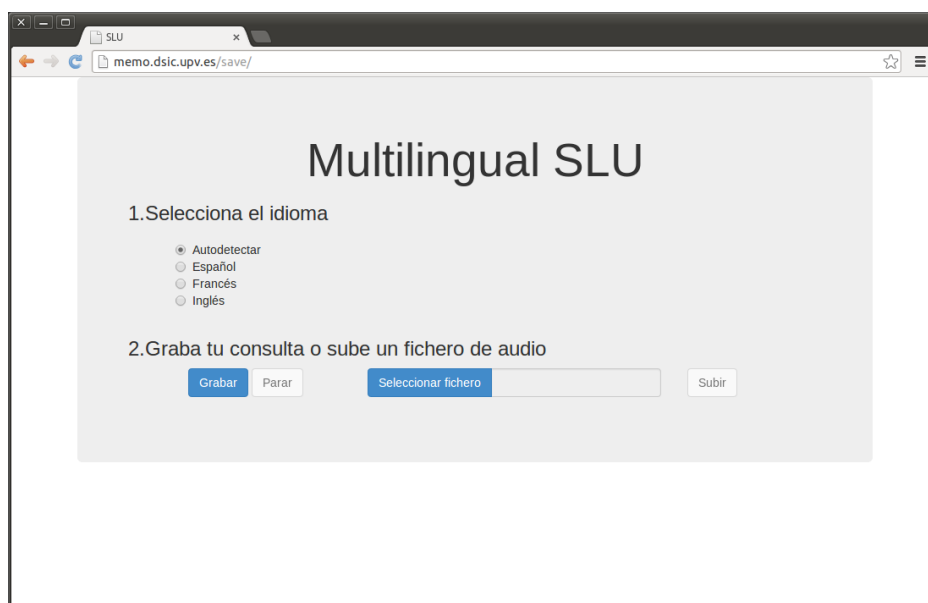 SLU
memo.dsic.upv.es/save/
Multilingual SLU
1.Selecciona el idioma
Autodetectar
Español
Francés
Inglés
2.Graba tu consulta o sube un fichero de audio
Grabar Parar Seleccionar fichero Subir